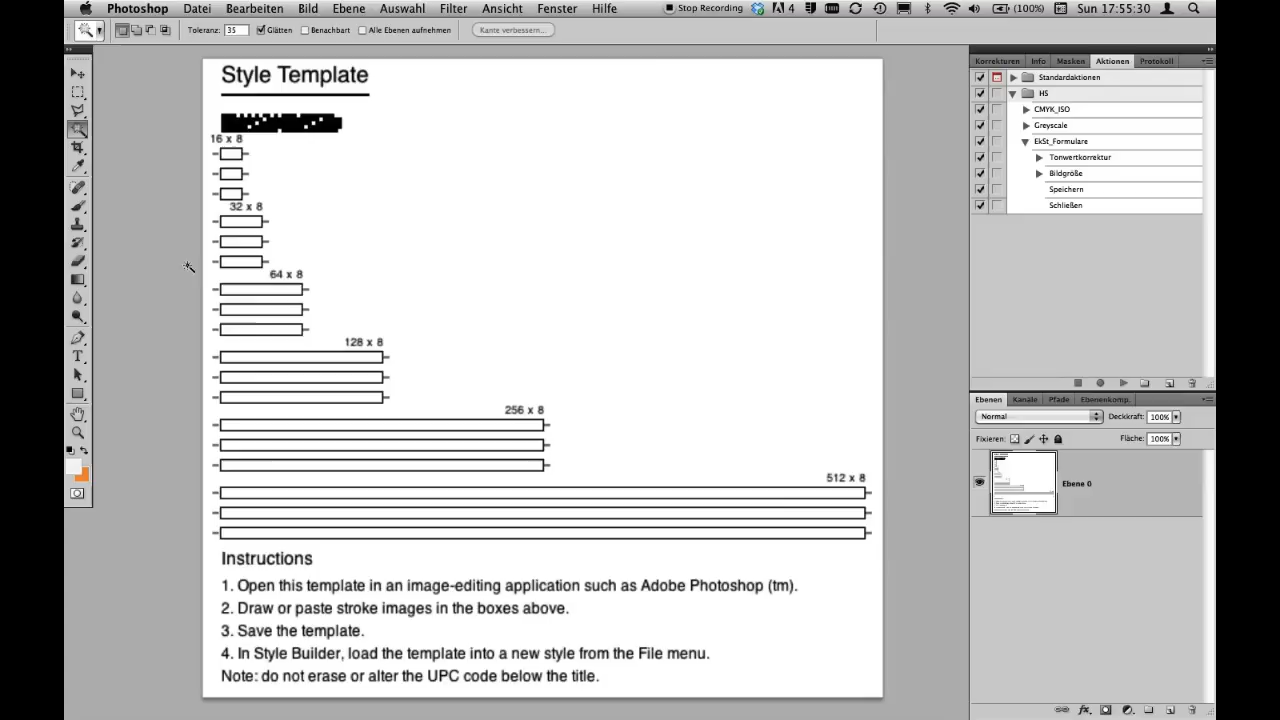 Photoshop Datei Bearbeiten Bild Ebene Auswahl Filter Ansicht Fenster Hilfe Stop Recording 4 (100%) Sun 17:55:30
Toleranz: 35 Glätten Benachbart Alle Ebenen aufnehmen Kante verbessern...
Korrekturen Info Masken Aktionen Protokoll
Standardaktionen
HS
CMYK_ISO
Greyscale
EkSt_Formulare
Tonwertkorrektur
Bildgröße
Speichern
Schließen
Style Template
16 x 8
32 x 8
64 x 8
128 x 8
256 x 8
512 x 8
Instructions
1. Open this template in an image-editing application such as Adobe Photoshop (tm).
2. Draw or paste stroke images in the boxes above.
3. Save the template.
4. In Style Builder, load the template into a new style from the File menu.
Note: do not erase or alter the UPC code below the title.
Ebenen Kanäle Pfade Ebenenkomp.
Normal Deckkraft: 100%
Fixieren: Fläche: 100%
Ebene 0